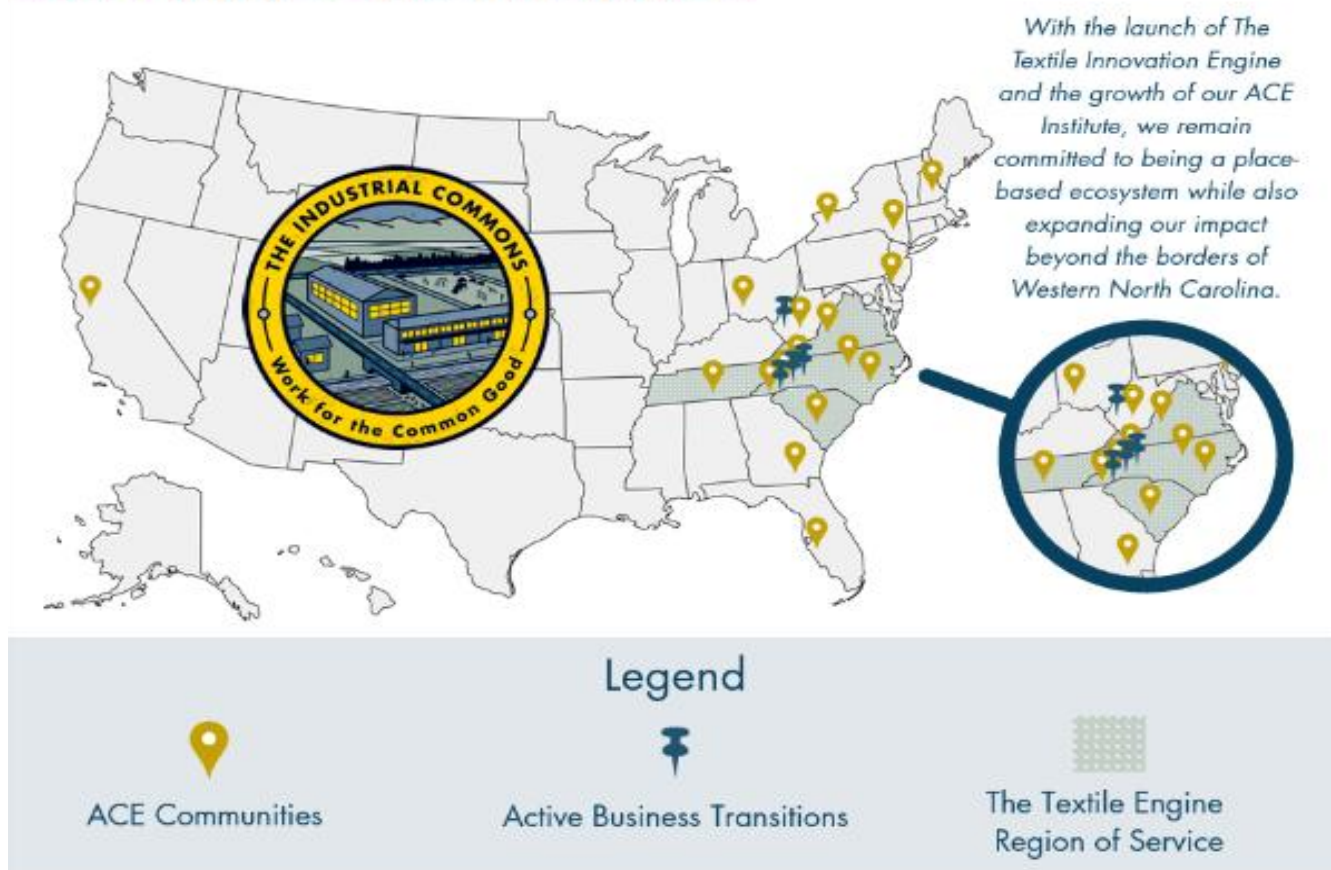 With the launch of The
Textile Innovation Engine
and the growth of our ACE
Institute, we remain
committed to being a place-
based ecosystem while also
expanding our impact
beyond the borders of
Western North Carolina.
THE INDUSTRIAL COMMONS
Work for the Common Good
Legend
ACE Communities
Active Business Transitions
The Textile Engine
Region of Service